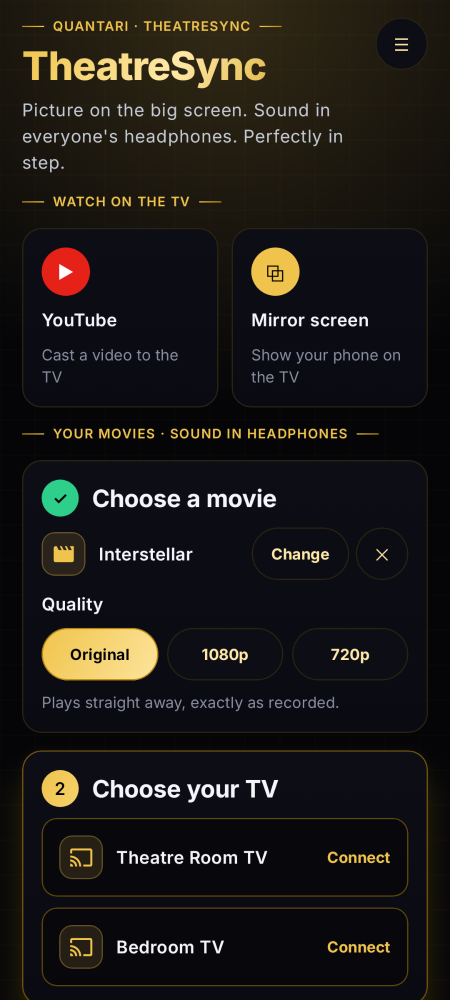 QUANTARI · THEATRESYNC
TheatreSync
Picture on the big screen. Sound in
everyone's headphones. Perfectly in
step.
WATCH ON THE TV
YouTube
Cast a video to the
TV
Mirror screen
Show your phone on
the TV
YOUR MOVIES · SOUND IN HEADPHONES
Choose a movie
Interstellar
Change
Quality
Original
1080p
720p
Plays straight away, exactly as recorded.
2
Choose your TV
Theatre Room TV
Connect
Bedroom TV
Connect